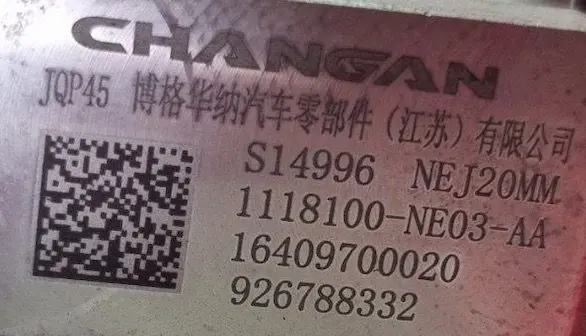 CHANGAN
JQP45 博格华纳汽车零部件（江苏）有限公司
S14996 NEJ20MM
1118100-NE03-AA
16409700020
926788332